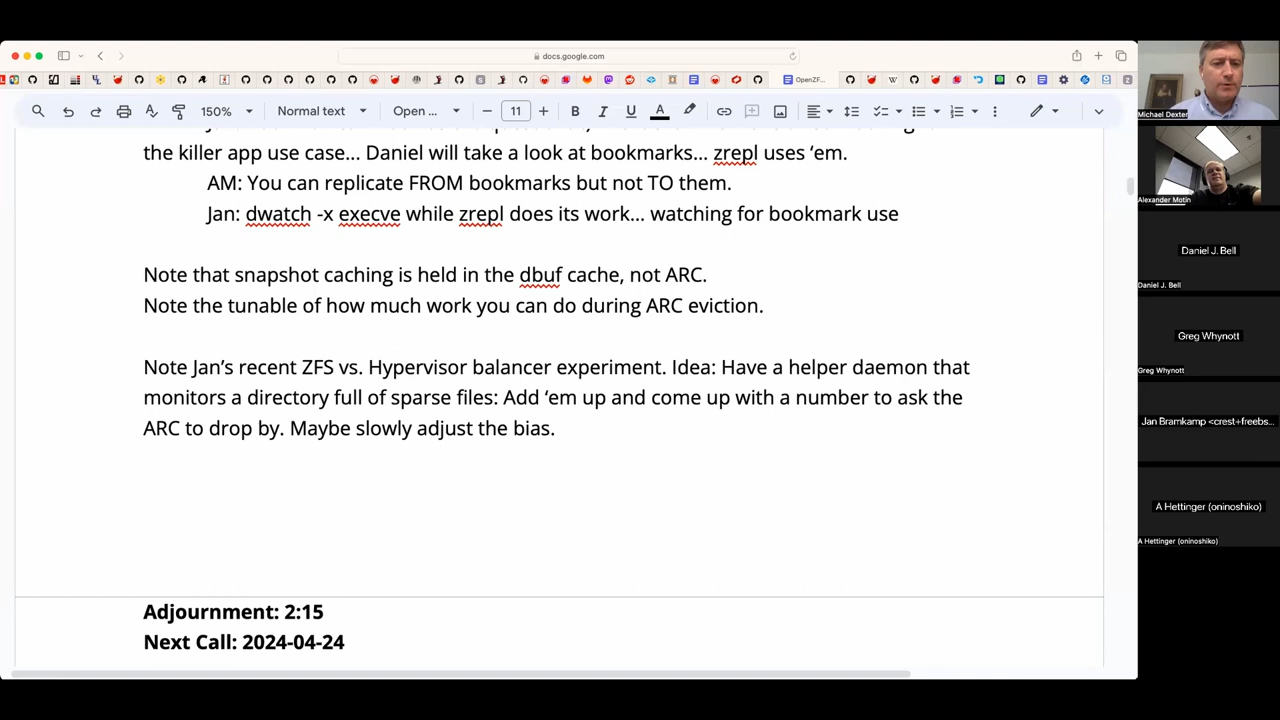 docs.google.com
OpenZF...
150%
Normal text
Open ...
11
the killer app use case... Daniel will take a look at bookmarks... zrepl uses ‘em.
AM: You can replicate FROM bookmarks but not TO them.
Jan: dwatch -x execve while zrepl does its work... watching for bookmark use
Note that snapshot caching is held in the dbuf cache, not ARC.
Note the tunable of how much work you can do during ARC eviction.
Note Jan’s recent ZFS vs. Hypervisor balancer experiment. Idea: Have a helper daemon that
monitors a directory full of sparse files: Add ‘em up and come up with a number to ask the
ARC to drop by. Maybe slowly adjust the bias.
Adjournment: 2:15
Next Call: 2024-04-24
Michael Dexter
Alexander Motin
Daniel J. Bell
Daniel J. Bell
Greg Whynott
Greg Whynott
Jan Bramkamp <crest+freebs...
Jan Bramkamp <crest+freebs...
A Hettinger (oninoshiko)
A Hettinger (oninoshiko)